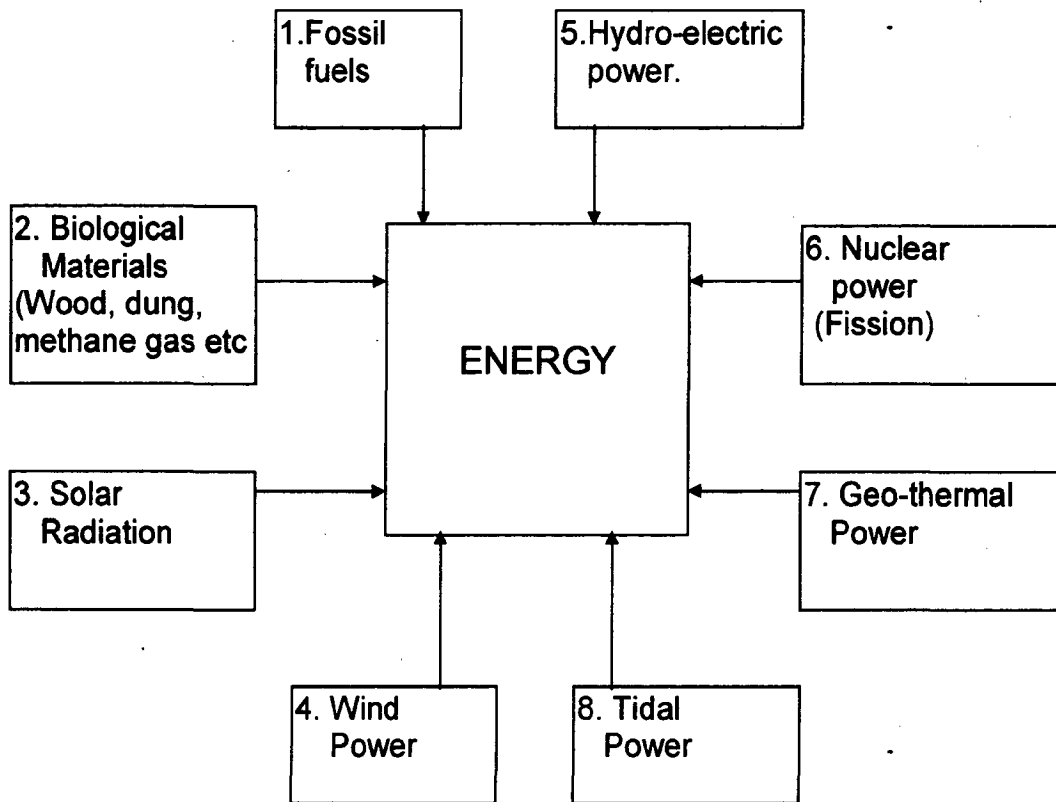 1.Fossil
fuels
5.Hydro-electric
power.
2. Biological
Materials
(Wood, dung,
methane gas etc
6. Nuclear
power
(Fission)
ENERGY
3. Solar
Radiation
7. Geo-thermal
Power
4. Wind
Power
8. Tidal
Power